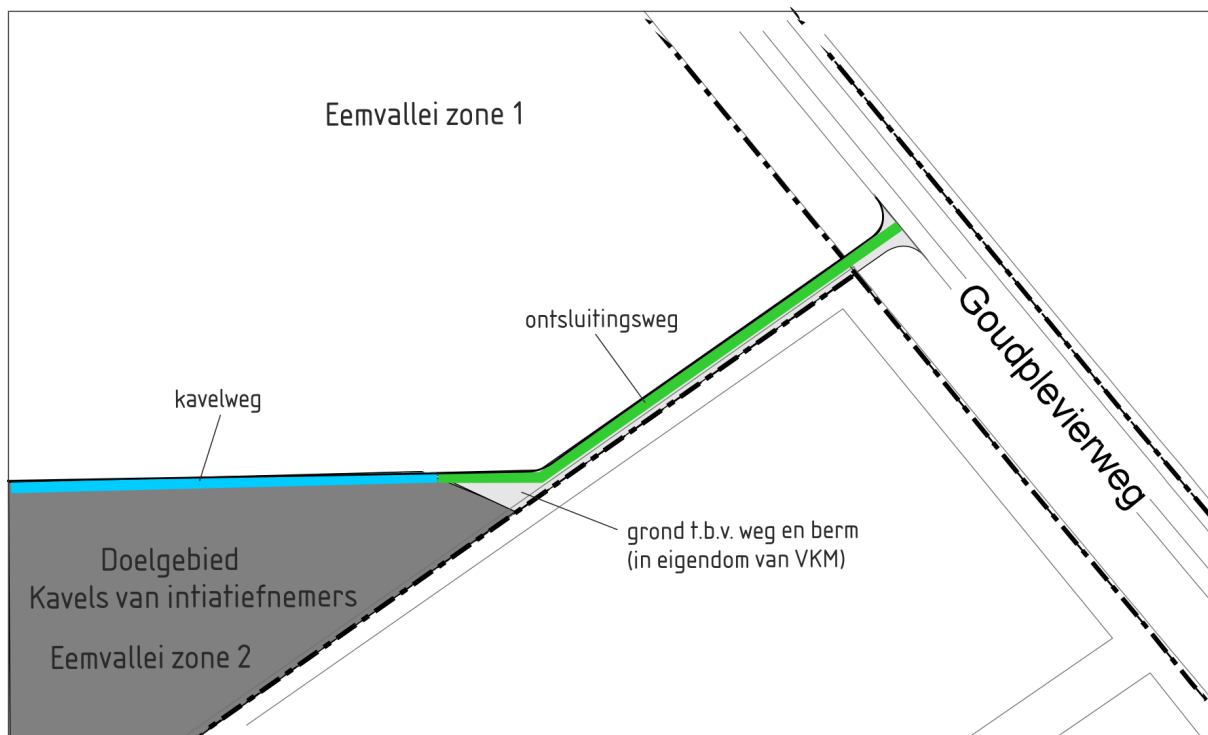 Eemvallei zone 1
ontsluitingsweg
Goudplevierweg
kavelweg
grond t.b.v. weg en berm
(in eigendom van VKM)
Doelgebied
Kavels van intiatiefnemers
Eemvallei zone 2